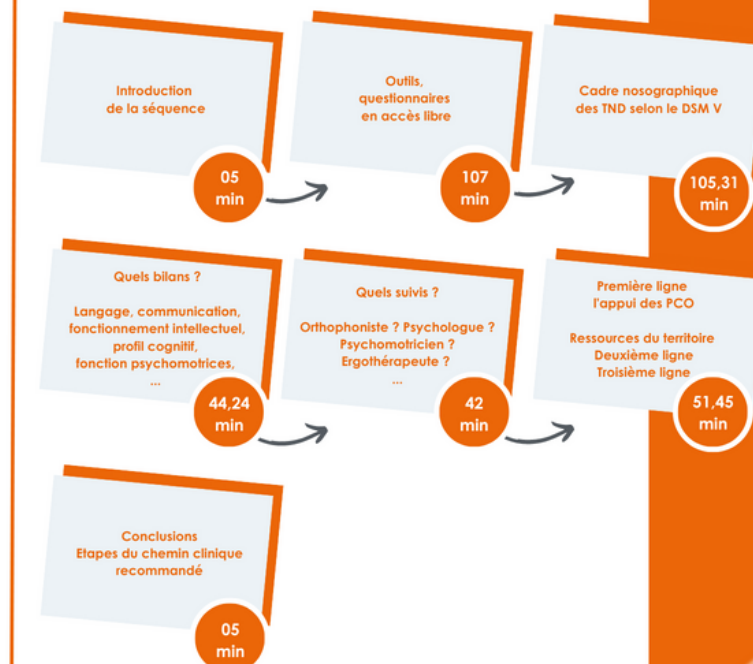 Introduction
de la séquence
05
min
Outils,
questionnaires
en accès libre
107
min
Cadre nosographique
des TND selon le DSM V
105,31
min
Quels bilans ?
Langage, communication,
fonctionnement intellectuel,
profil cognitif,
fonction psychomotrices,
...
44,24
min
Quels suivis ?
Orthophoniste ? Psychologue ?
Psychomotricien ?
Ergothérapeute ?
...
42
min
Première ligne
l'appui des PCO
Ressources du territoire
Deuxième ligne
Troisième ligne
51,45
min
Conclusions
Etapes du chemin clinique
recommandé
05
min